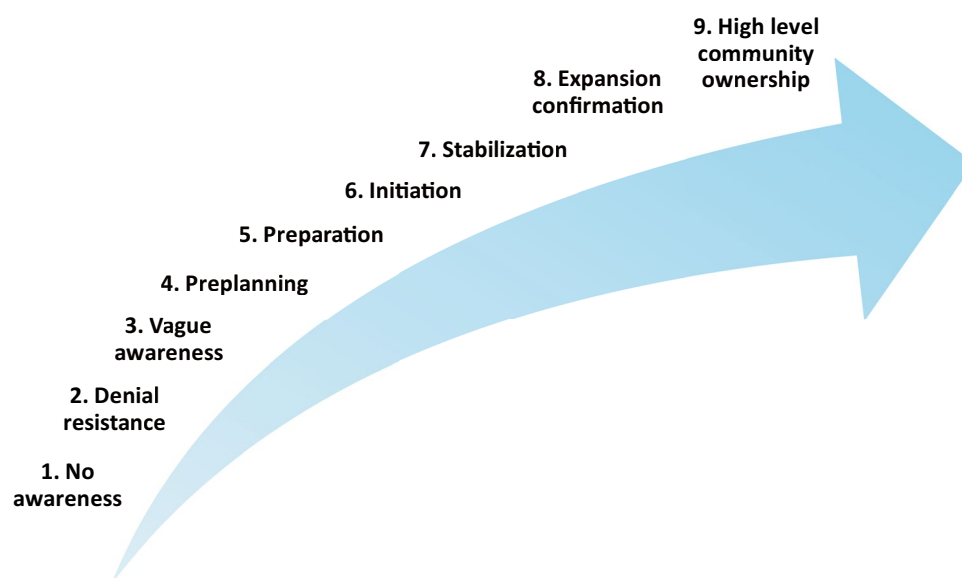 1. No
awareness
2. Denial
resistance
3. Vague
awareness
4. Preplanning
5. Preparation
6. Initiation
7. Stabilization
8. Expansion
confirmation
9. High level
community
ownership